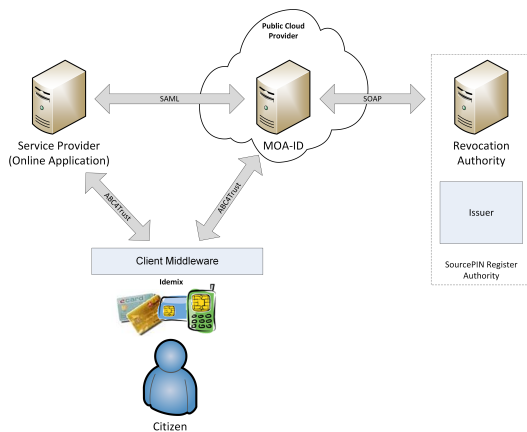 Public Cloud
Provider
SAML
SOAP
Service Provider
(Online Application)
MOA-ID
Revocation
Authority
ABC4Trust
ABC4Trust
Issuer
Client Middleware
SourcePIN Register
Authority
Idemix
ecard
Citizen